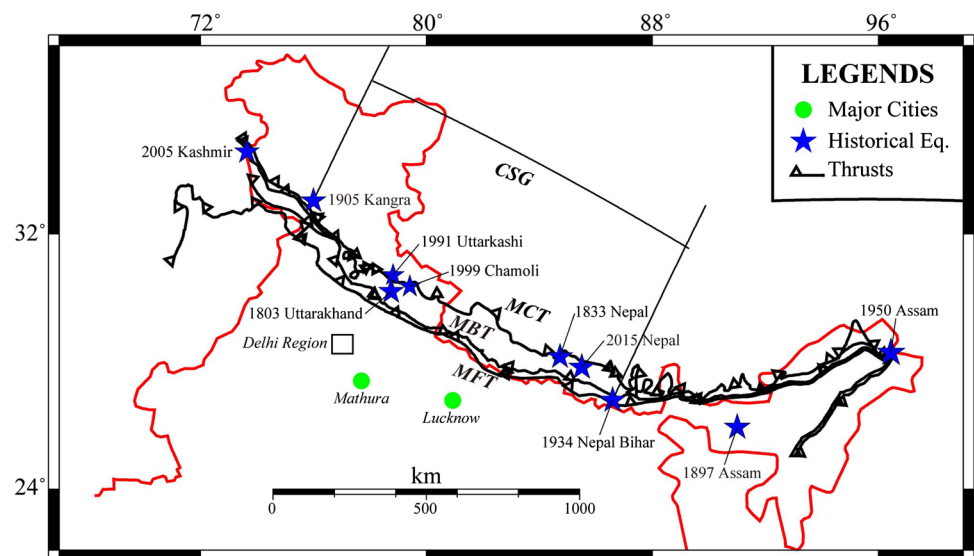 72°
80°
88°
96°
LEGENDS
Major Cities
Historical Eq.
Thrusts
2005 Kashmir
CSG
1905 Kangra
32°
1991 Uttarkashi
1999 Chamoli
1803 Uttarakhand
MCT
1833 Nepal
1950 Assam
MBT
2015 Nepal
Delhi Region
MFT
Mathura
Lucknow
1934 Nepal Bihar
1897 Assam
km
24°
0
500
1000